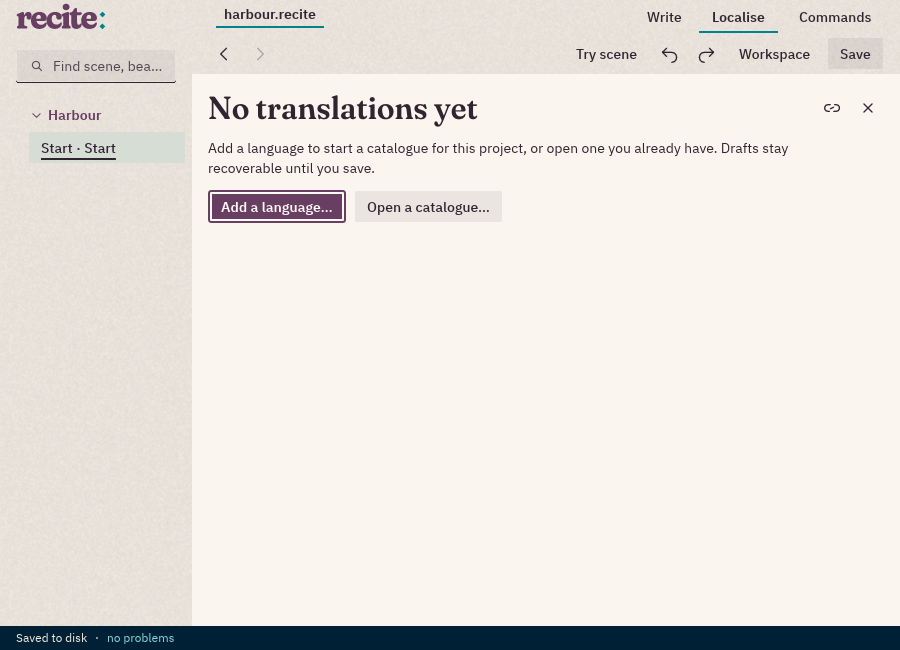 recite:
harbour.recite
Write
Localise
Commands
Try scene
Workspace
Save
Find scene, bea...
Harbour
Start · Start
No translations yet
Add a language to start a catalogue for this project, or open one you already have. Drafts stay
recoverable until you save.
Add a language...
Open a catalogue...
Saved to disk · no problems